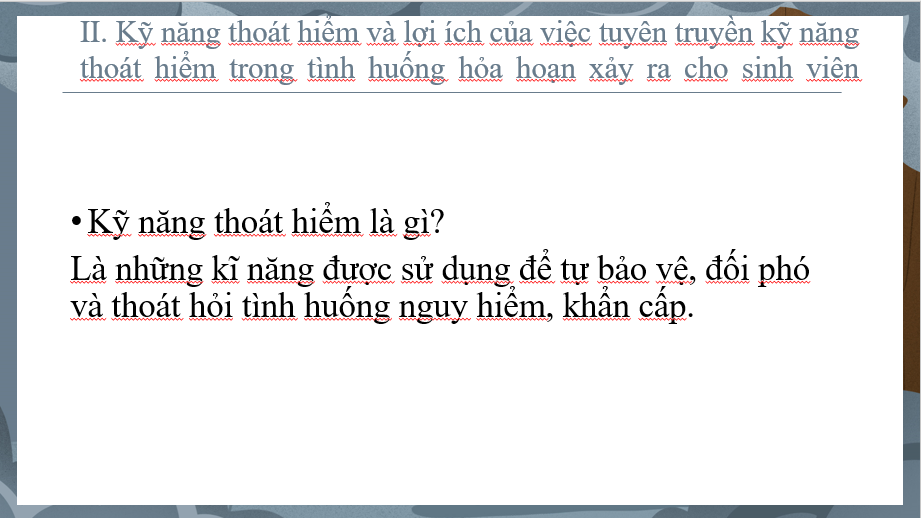 II. Kỹ năng thoát hiểm và lợi ích của việc tuyên truyền kỹ năng
thoát hiểm trong tình huống hỏa hoạn xảy ra cho sinh viên
• Kỹ năng thoát hiểm là gì?
Là những kĩ năng được sử dụng để tự bảo vệ, đối phó
và thoát hỏi tình huống nguy hiểm, khẩn cấp.